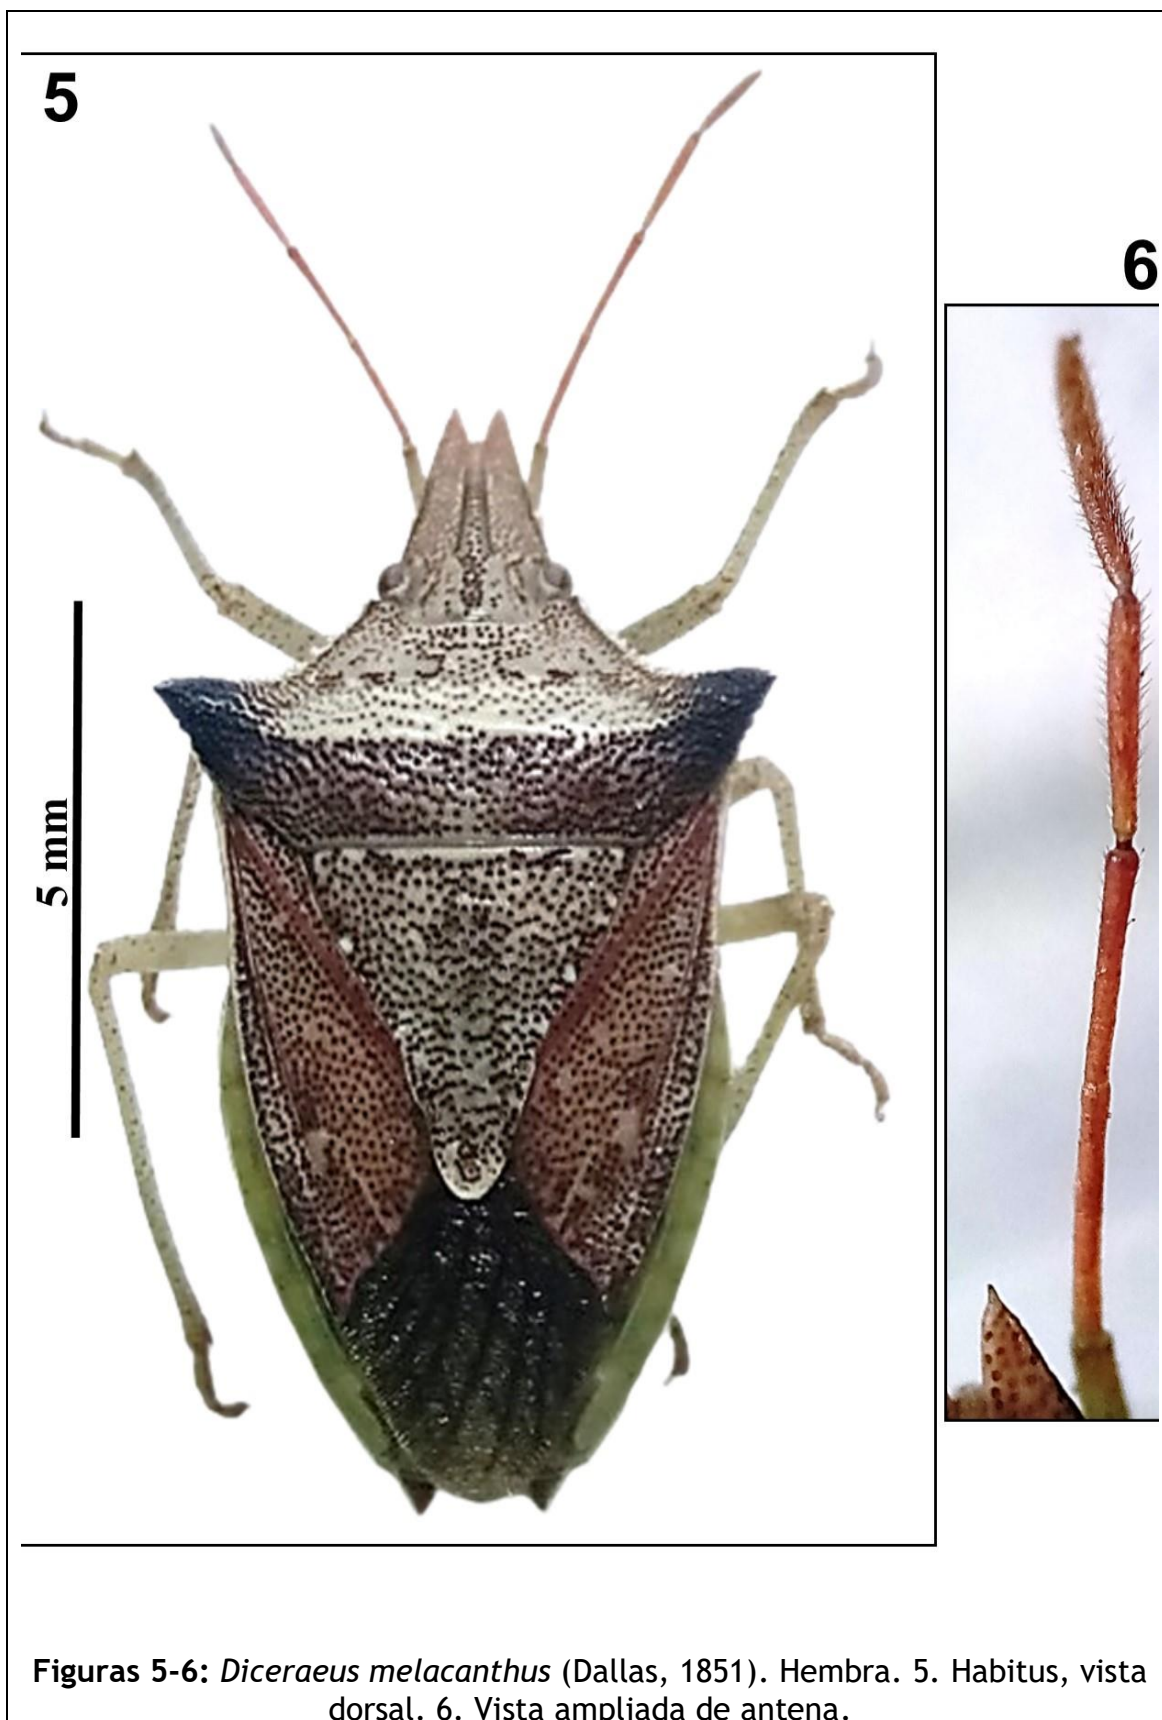 5
6
5 mm
Figuras 5-6: Diceraeus melacanthus (Dallas, 1851). Hembra. 5. Habitus, vista
dorsal. 6. Vista ampliada de antena.